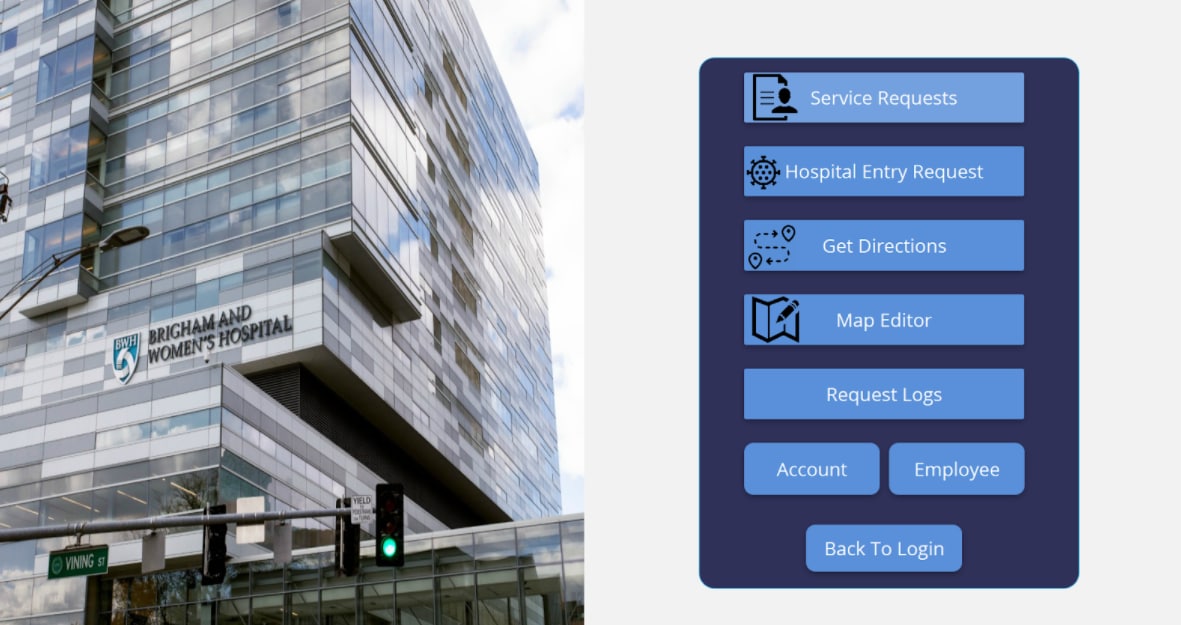 BWH
BRIGHAM AND
WOMEN'S HOSPITAL
YIELD
VINING ST
Service Requests
Hospital Entry Request
Get Directions
Map Editor
Request Logs
Account
Employee
Back To Login